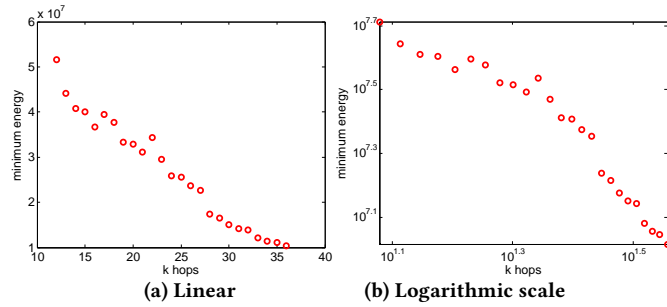 6 x 10⁷
5
4
3
2
1
minimum energy
10 15 20 25 30 35 40
k hops
(a) Linear
10^7.7
10^7.5
10^7.3
10^7.1
minimum energy
10^1.1 10^1.3 10^1.5
k hops
(b) Logarithmic scale